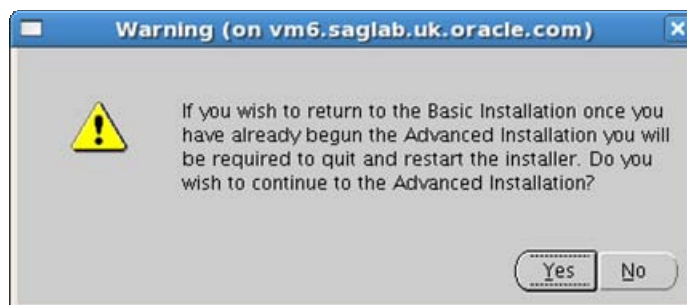 Warning (on vm6.saglab.uk.oracle.com)
If you wish to return to the Basic Installation once you
have already begun the Advanced Installation you will
be required to quit and restart the installer. Do you
wish to continue to the Advanced Installation?
Yes
No